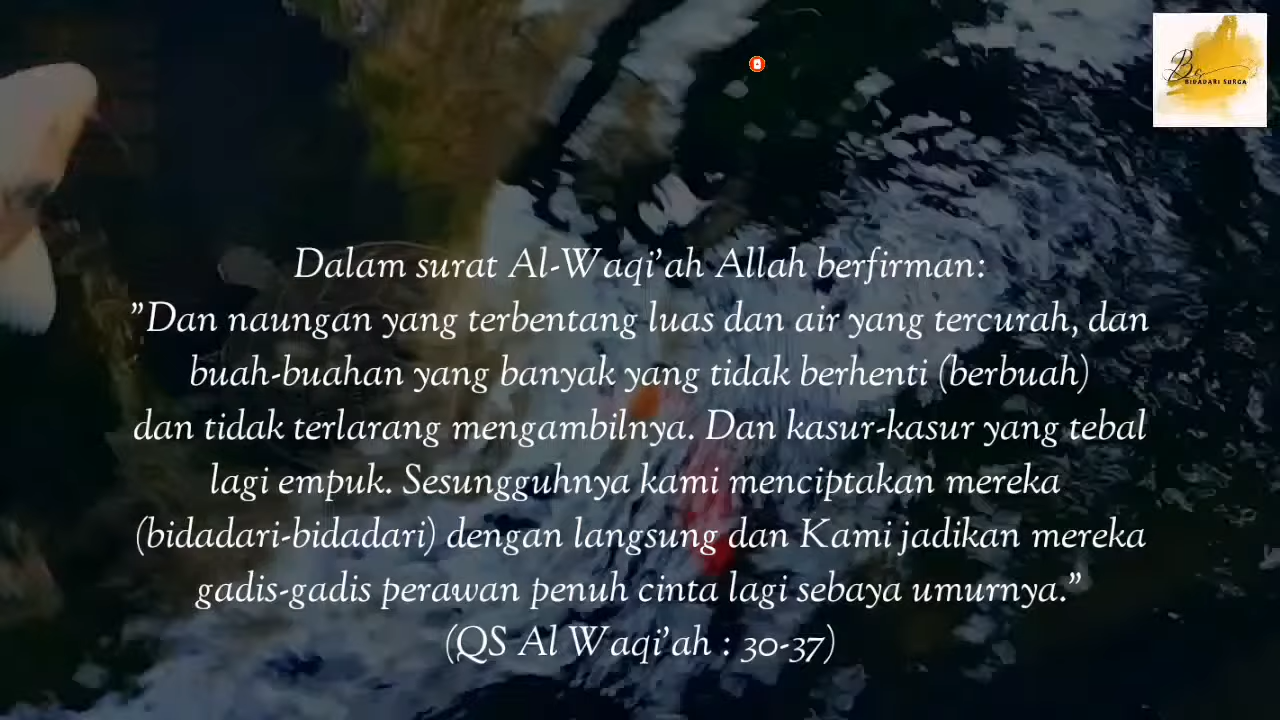 Bs
BIDADARI SURGA
Dalam surat Al-Waqi'ah Allah berfirman:
"Dan naungan yang terbentang luas dan air yang tercurah, dan
buah-buahan yang banyak yang tidak berhenti (berbuah)
dan tidak terlarang mengambilnya. Dan kasur-kasur yang tebal
lagi empuk. Sesungguhnya kami menciptakan mereka
(bidadari-bidadari) dengan langsung dan Kami jadikan mereka
gadis-gadis perawan penuh cinta lagi sebaya umurnya."
(QS Al Waqi'ah : 30-37)